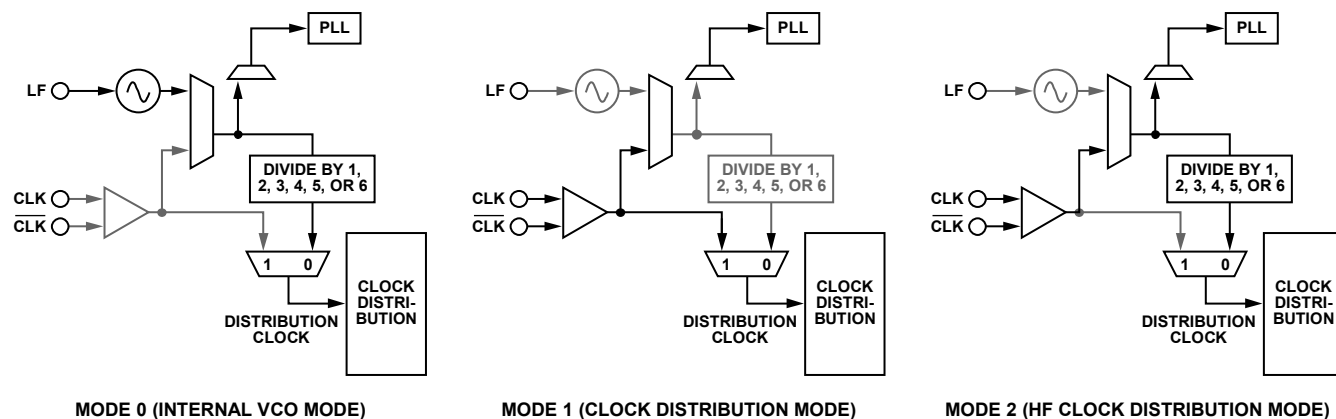 PLL
LF
DIVIDE BY 1,
2, 3, 4, 5, OR 6
CLK
CLK
1 0
CLOCK
DISTRI-
BUTION
DISTRIBUTION
CLOCK
MODE 0 (INTERNAL VCO MODE)
PLL
LF
DIVIDE BY 1,
2, 3, 4, 5, OR 6
CLK
CLK
1 0
CLOCK
DISTRI-
BUTION
DISTRIBUTION
CLOCK
MODE 1 (CLOCK DISTRIBUTION MODE)
PLL
LF
DIVIDE BY 1,
2, 3, 4, 5, OR 6
CLK
CLK
1 0
CLOCK
DISTRI-
BUTION
DISTRIBUTION
CLOCK
MODE 2 (HF CLOCK DISTRIBUTION MODE)